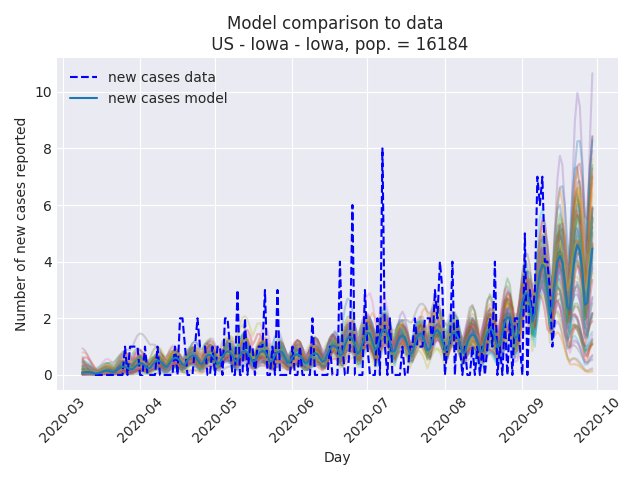 Model comparison to data
US - Iowa - Iowa, pop. = 16184
new cases data
new cases model
Number of new cases reported
10
8
6
4
2
0
2020-03
2020-04
2020-05
2020-06
2020-07
2020-08
2020-09
2020-10
Day